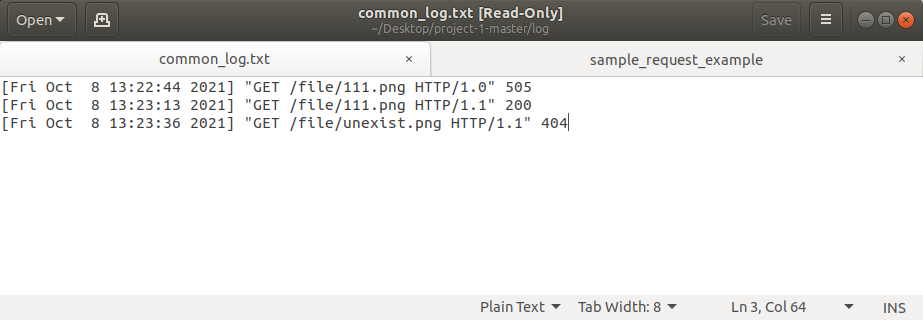 Open
common_log.txt [Read-Only]
~/Desktop/project-1-master/log
Save
common_log.txt ×
sample_request_example ×
[Fri Oct  8 13:22:44 2021] "GET /file/111.png HTTP/1.0" 505
[Fri Oct  8 13:23:13 2021] "GET /file/111.png HTTP/1.1" 200
[Fri Oct  8 13:23:36 2021] "GET /file/unexist.png HTTP/1.1" 404
Plain Text Tab Width: 8 Ln 3, Col 64 INS